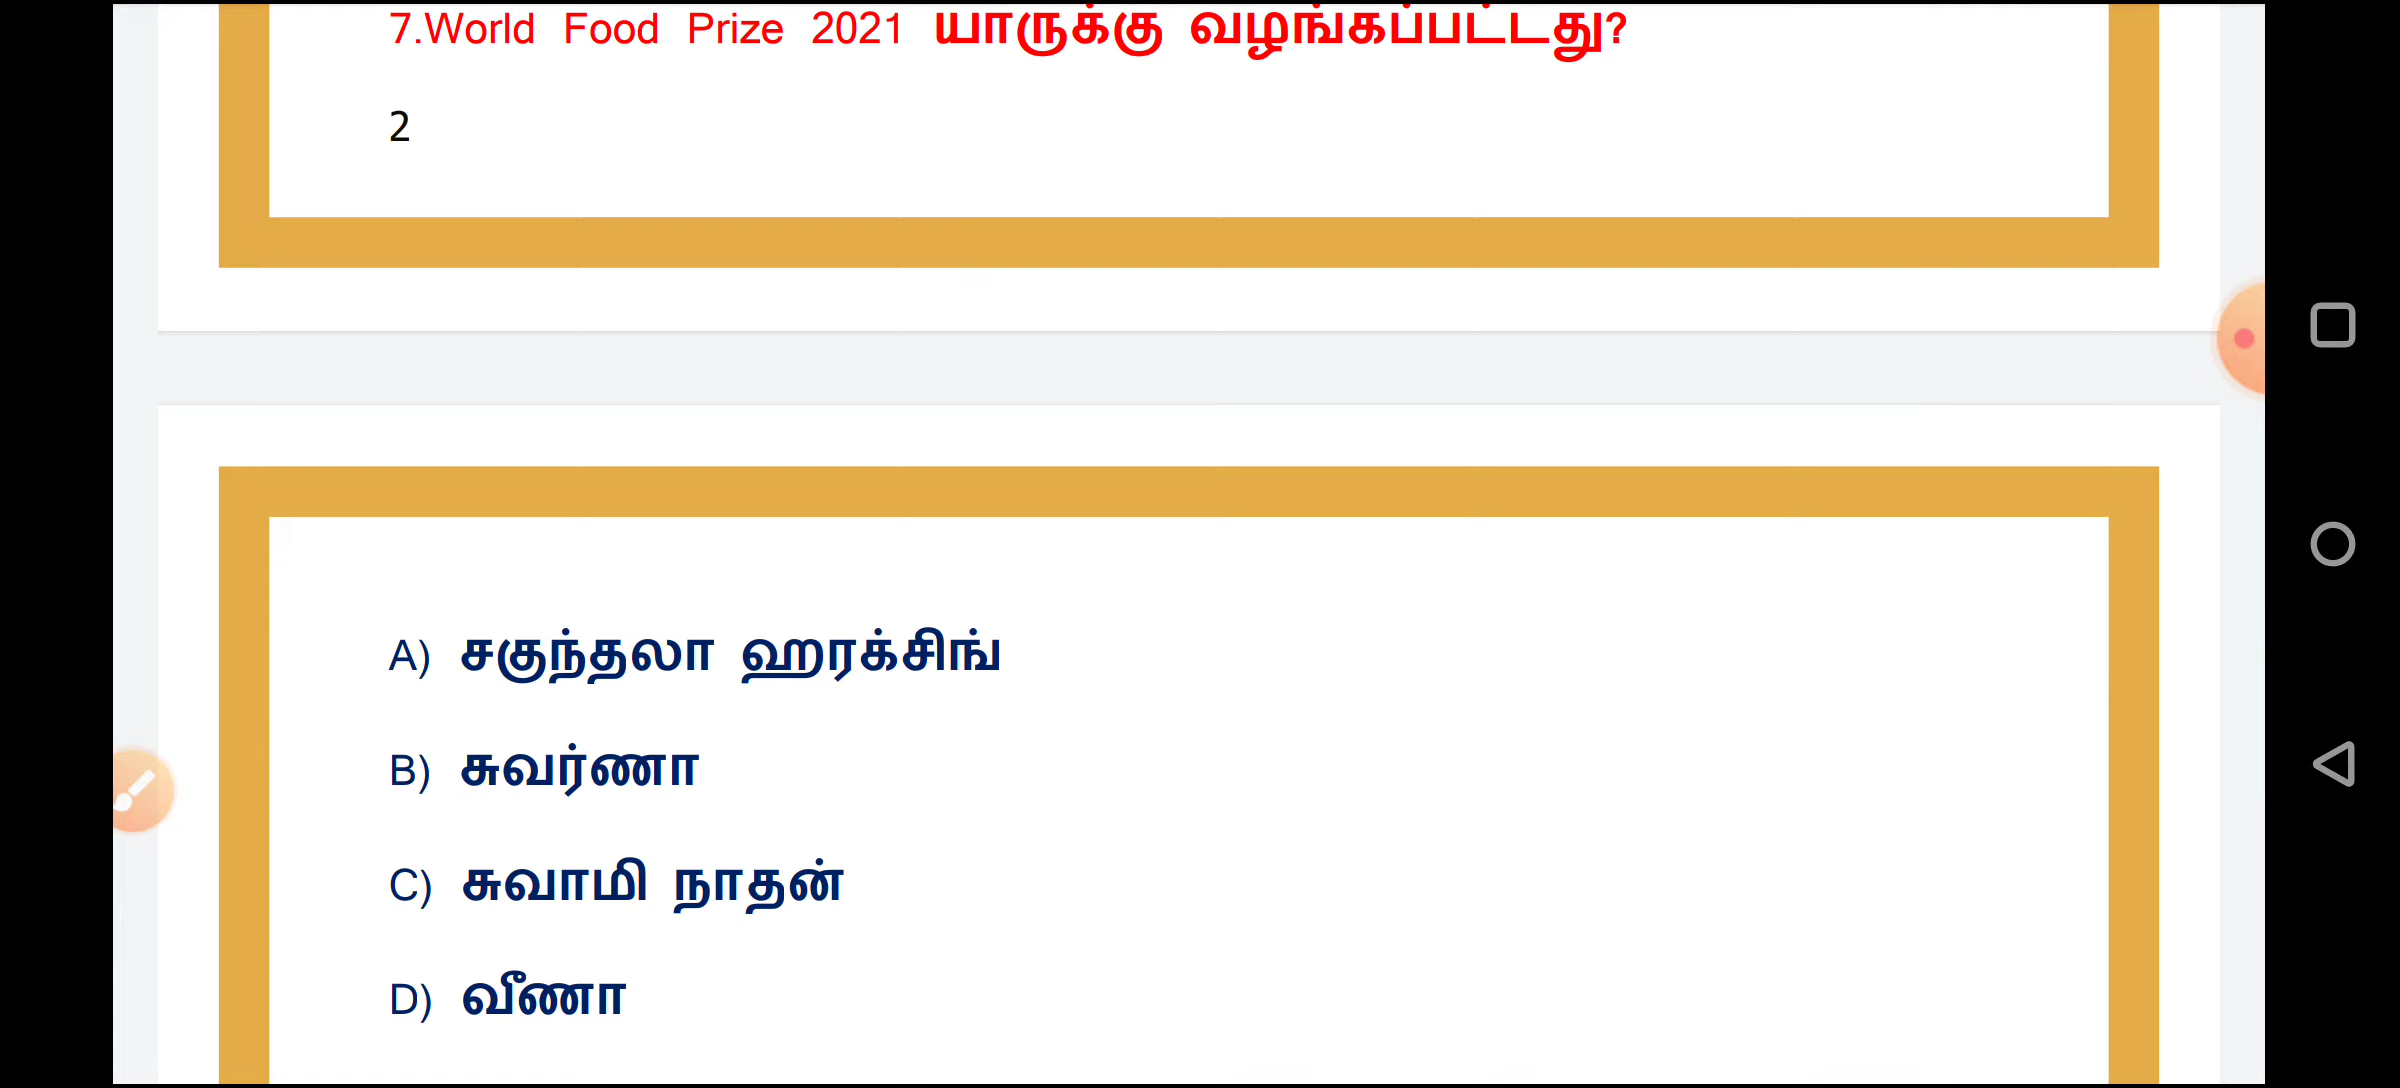 7.World Food Prize 2021 யாருக்கு வழங்கப்பட்டது?
2
A) சகுந்தலா ஹரக்சிங்
B) சுவர்ணா
C) சுவாமி நாதன்
D) வீணா